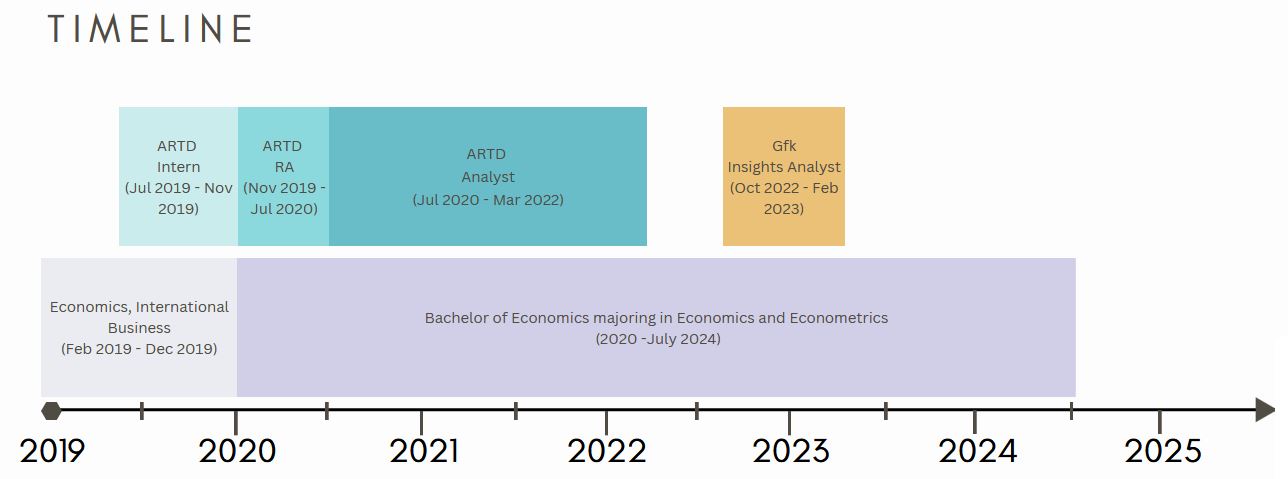 TIMELINE
ARTD
Intern
(Jul 2019 - Nov
2019)
ARTD
RA
(Nov 2019 -
Jul 2020)
ARTD
Analyst
(Jul 2020 - Mar 2022)
Gfk
Insights Analyst
(Oct 2022 - Feb
2023)
Economics, International
Business
(Feb 2019 - Dec 2019)
Bachelor of Economics majoring in Economics and Econometrics
(2020 -July 2024)
2019 2020 2021 2022 2023 2024 2025